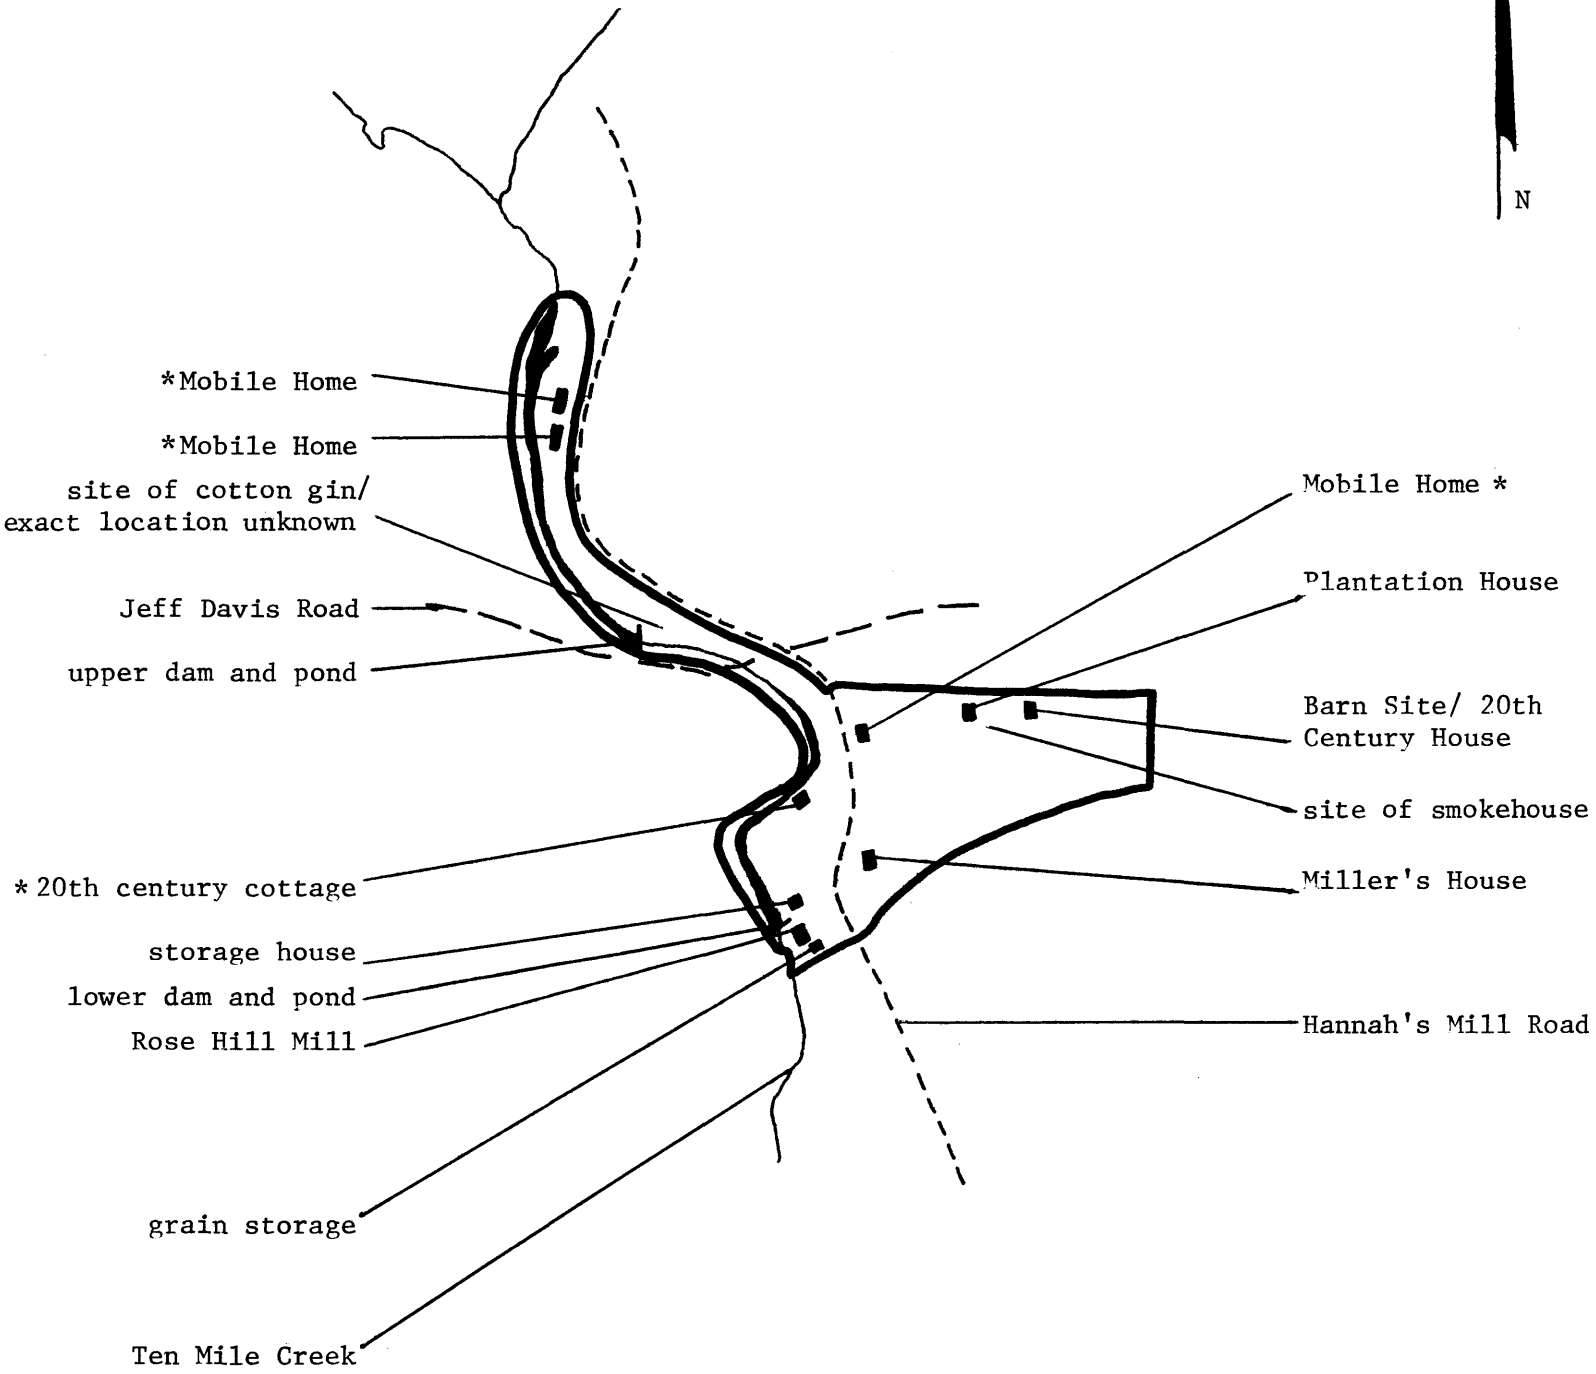 N
*Mobile Home
*Mobile Home
site of cotton gin/
exact location unknown
Jeff Davis Road
upper dam and pond
*20th century cottage
storage house
lower dam and pond
Rose Hill Mill
grain storage
Ten Mile Creek
Mobile Home *
Plantation House
Barn Site/ 20th
Century House
site of smokehouse
Miller's House
Hannah's Mill Road